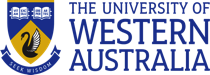 THE UNIVERSITY OF
WESTERN
AUSTRALIA
SEEK WISDOM